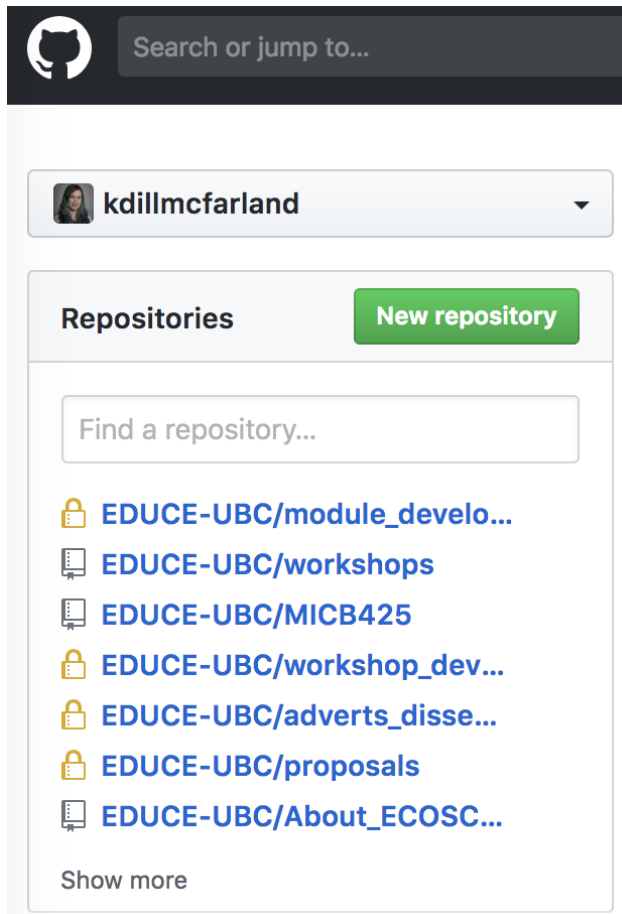 Search or jump to...
kdillmcfarland
Repositories
New repository
Find a repository...
EDUCE-UBC/module_develo...
EDUCE-UBC/workshops
EDUCE-UBC/MICB425
EDUCE-UBC/workshop_dev...
EDUCE-UBC/adverts_disse...
EDUCE-UBC/proposals
EDUCE-UBC/About_ECOSC...
Show more